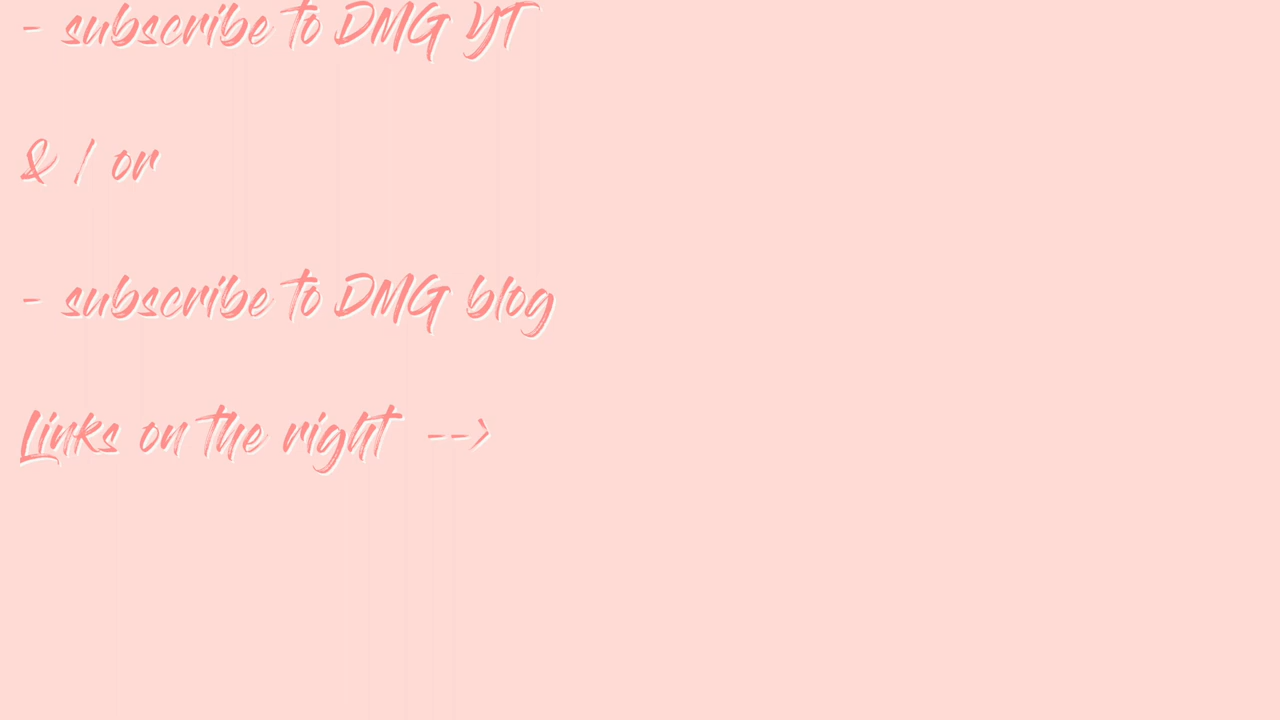 - subscribe to DMG YT
& / or
- subscribe to DMG blog
Links on the right -->